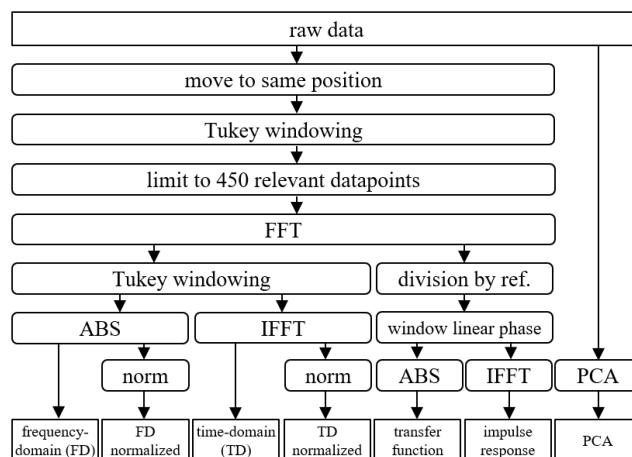 raw data
move to same position
Tukey windowing
limit to 450 relevant datapoints
FFT
Tukey windowing
division by ref.
ABS
IFFT
window linear phase
norm
norm
ABS
IFFT
PCA
frequency-
domain (FD)
FD
normalized
time-domain
(TD)
TD
normalized
transfer
function
impulse
response
PCA